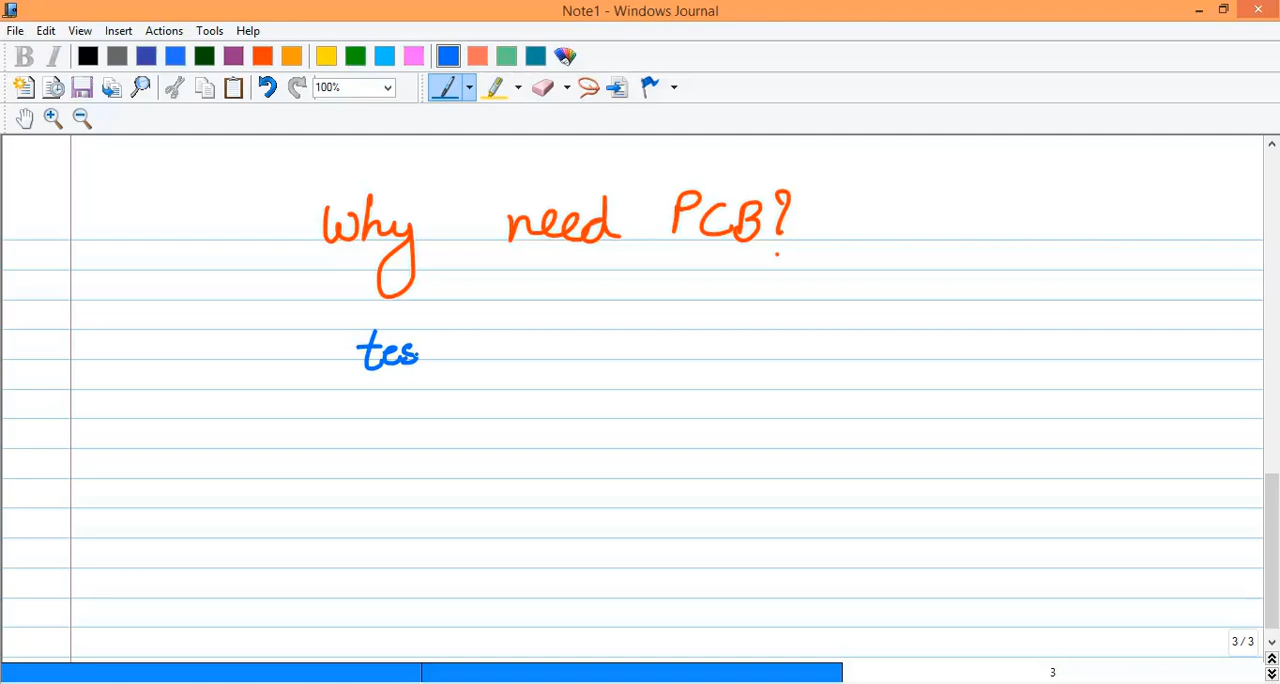 Note1 - Windows Journal
File Edit View Insert Actions Tools Help
B I
100%
Why need PCB?
tes
3 / 3
3